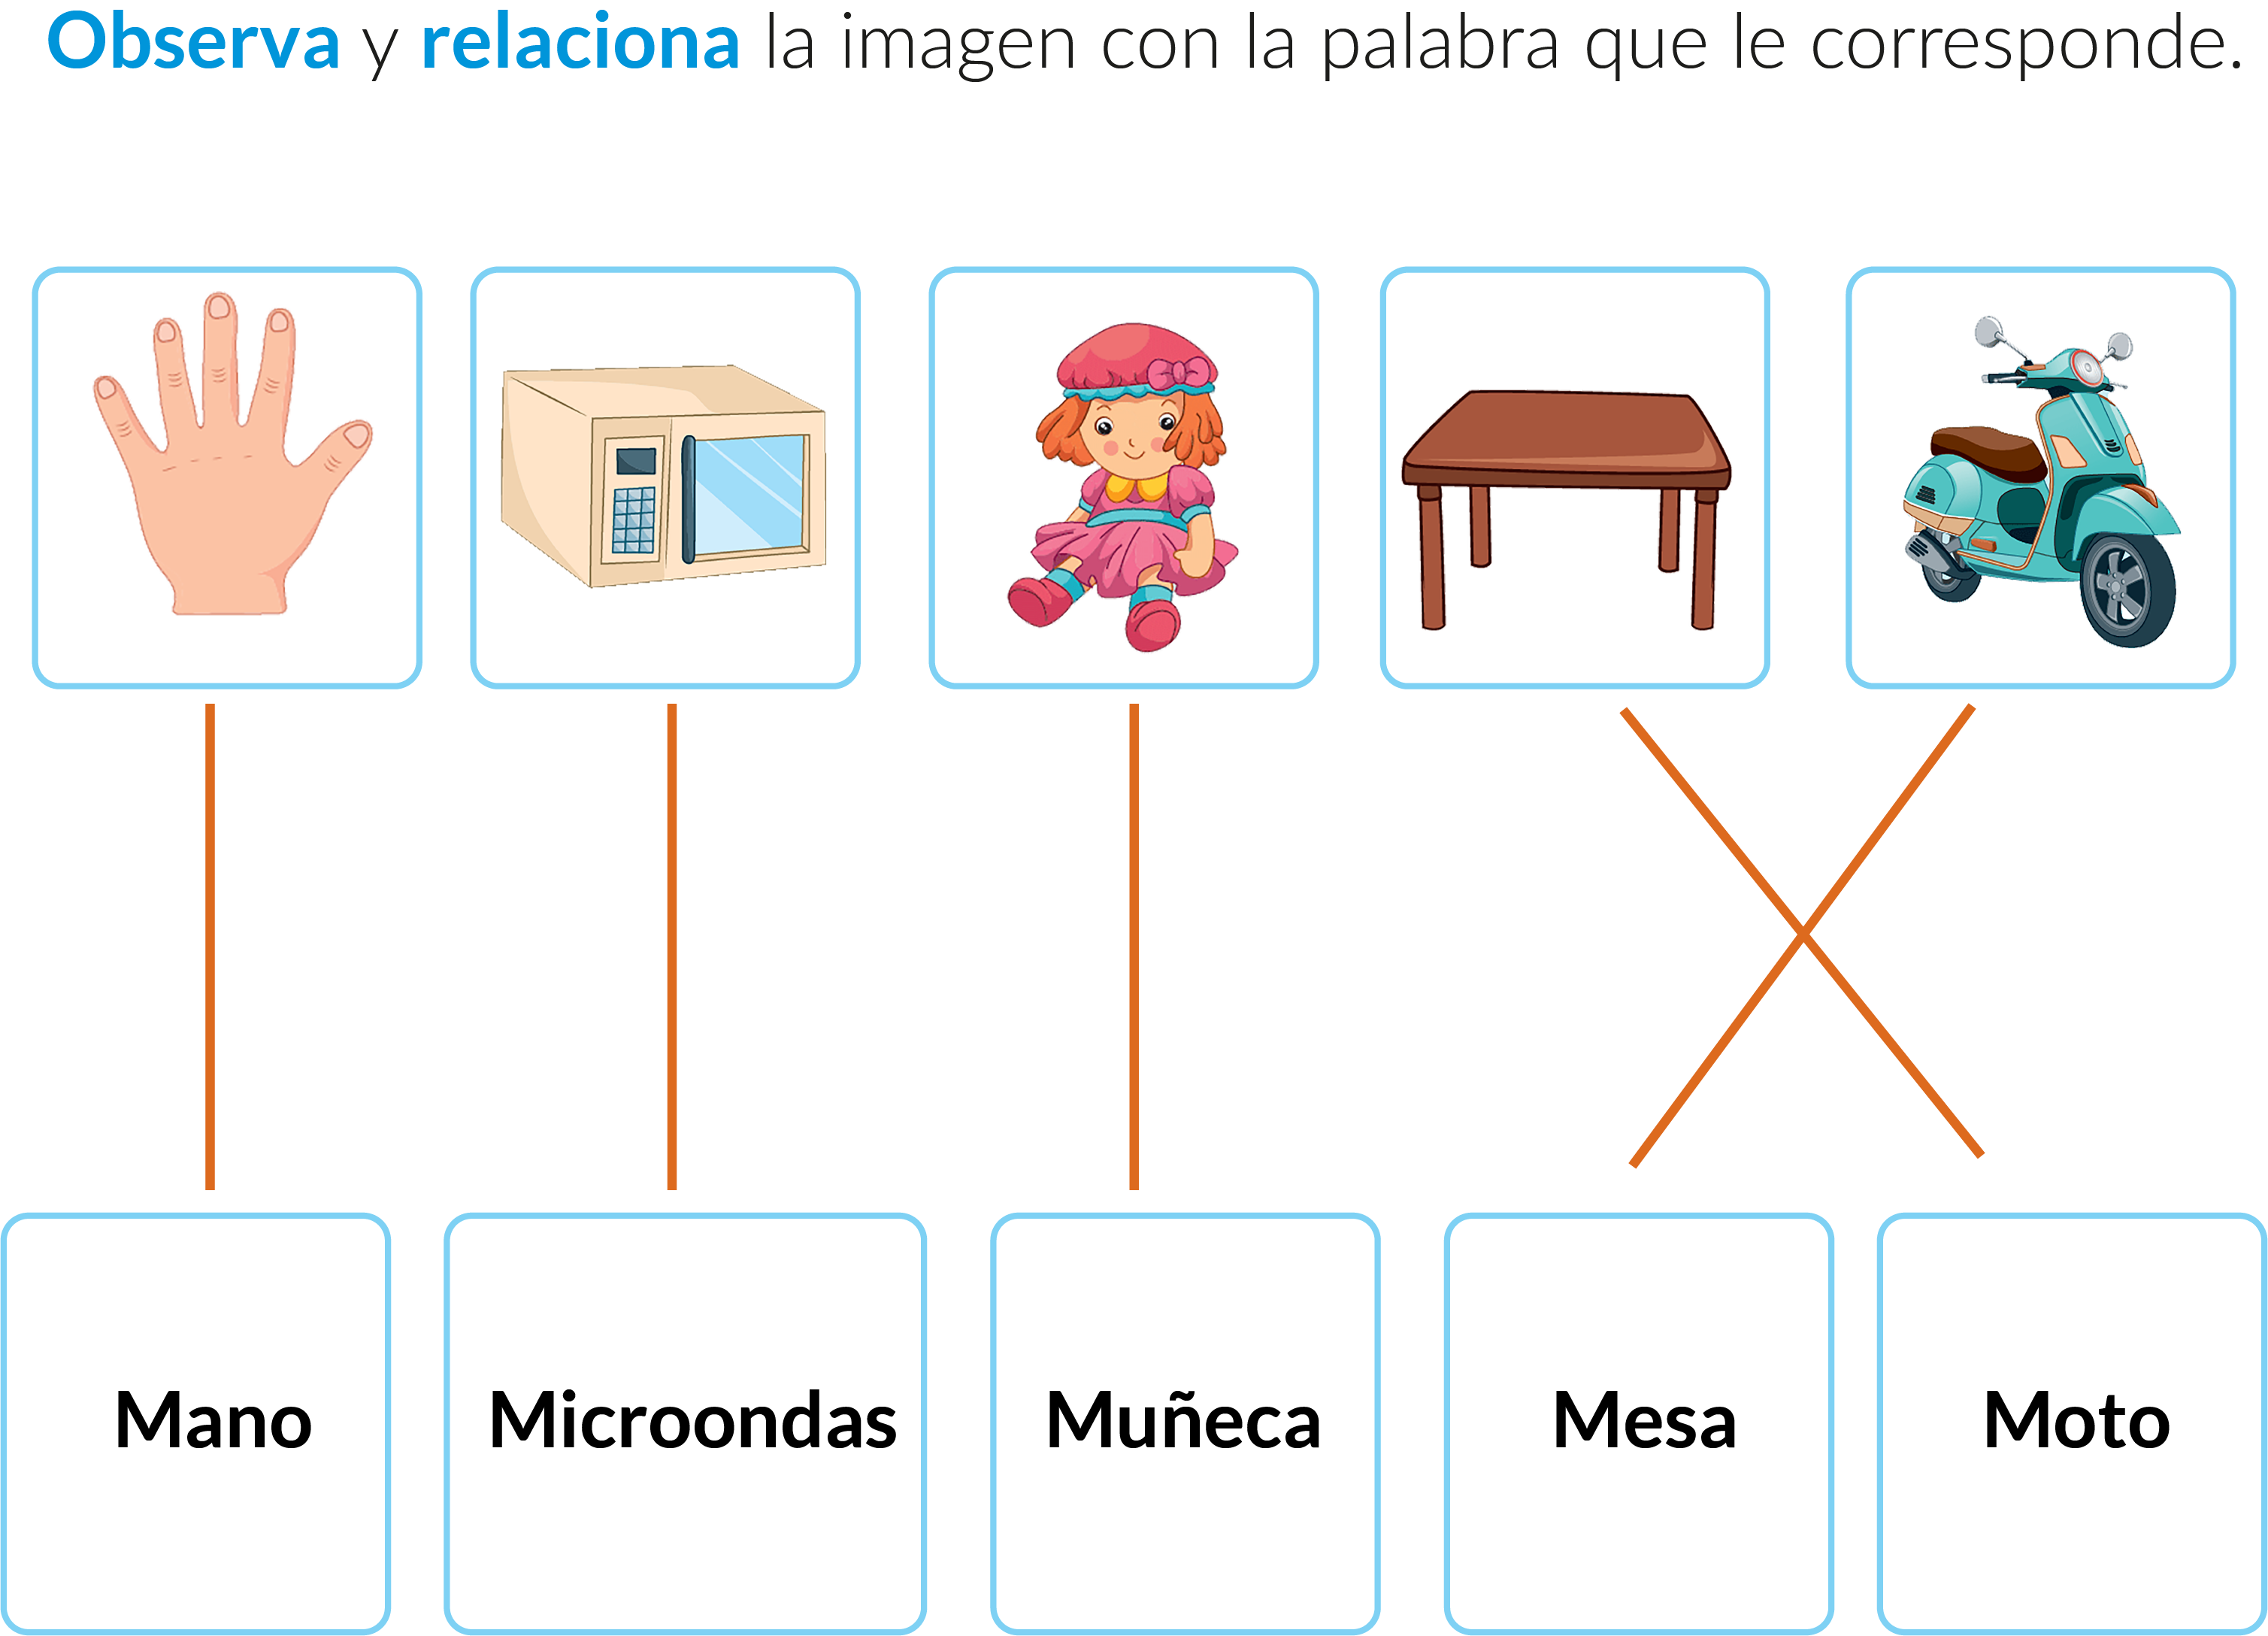 Observa y relaciona la imagen con la palabra que le corresponde.
Mano
Microondas
Muñeca
Mesa
Moto